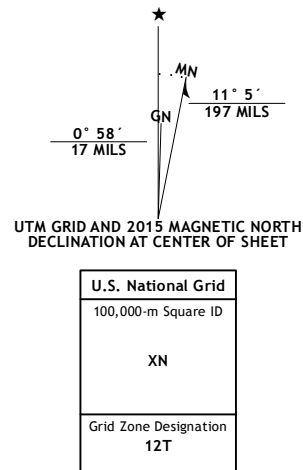 ★
MN
GN
11° 5´
197 MILS
0° 58´
17 MILS
UTM GRID AND 2015 MAGNETIC NORTH
DECLINATION AT CENTER OF SHEET
U.S. National Grid
100,000-m Square ID
XN
Grid Zone Designation
12T